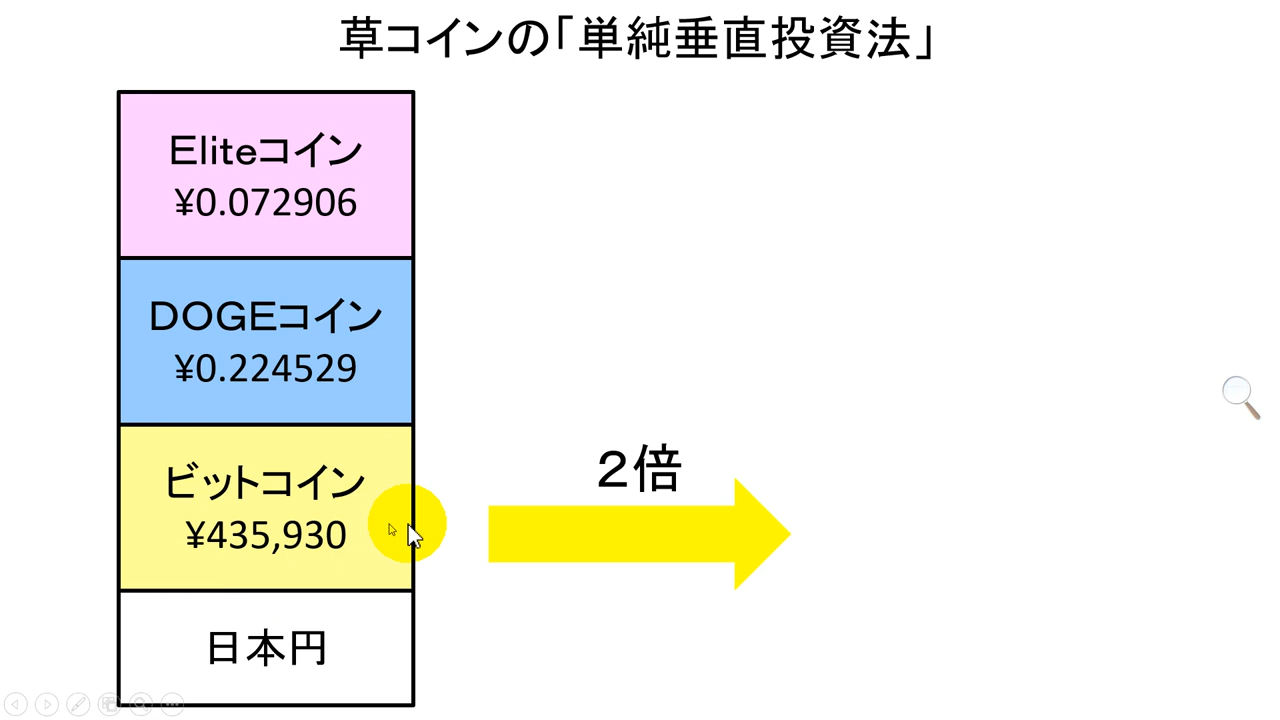 草コインの「単純垂直投資法」
Eliteコイン
¥0.072906
DOGEコイン
¥0.224529
ビットコイン
¥435,930
2倍
日本円